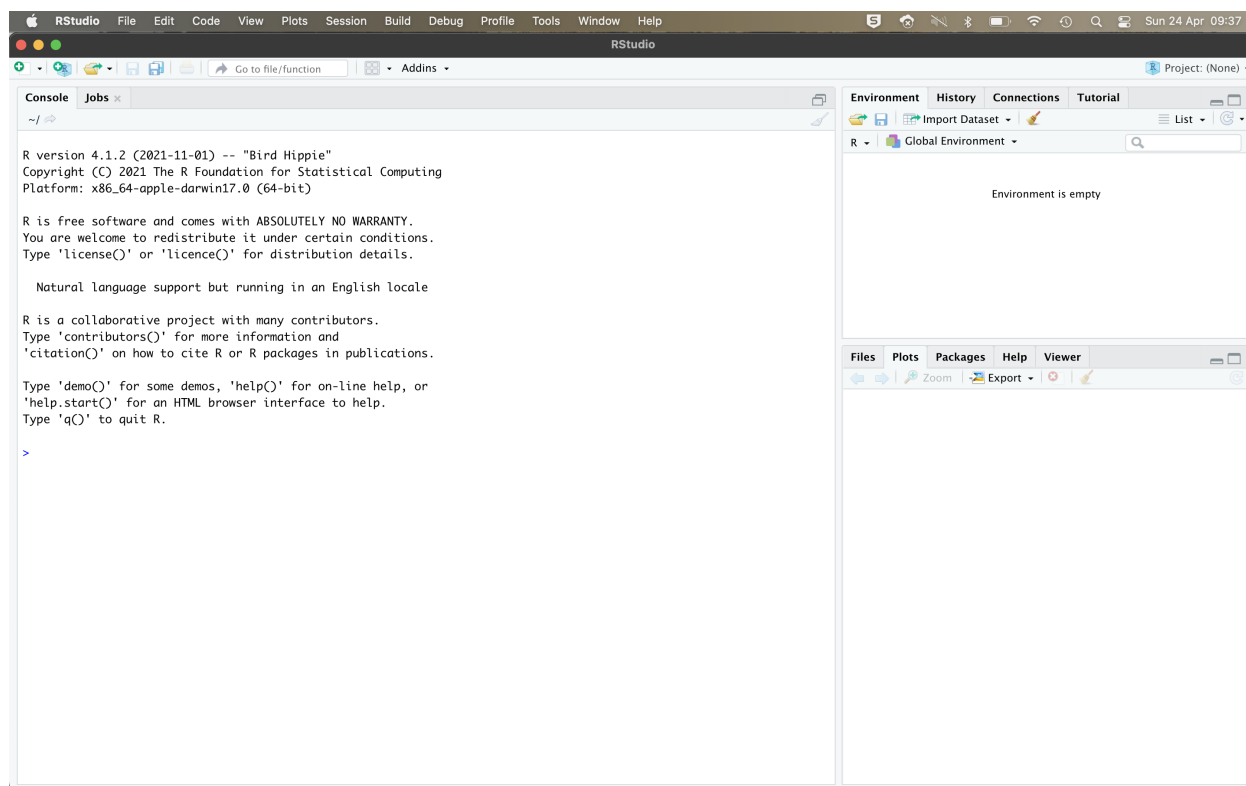 RStudio File Edit Code View Plots Session Build Debug Profile Tools Window Help Sun 24 Apr 09:37
RStudio
Go to file/function Addins Project: (None)
Console Jobs
~/
R version 4.1.2 (2021-11-01) -- "Bird Hippie"
Copyright (C) 2021 The R Foundation for Statistical Computing
Platform: x86_64-apple-darwin17.0 (64-bit)
R is free software and comes with ABSOLUTELY NO WARRANTY.
You are welcome to redistribute it under certain conditions.
Type 'license()' or 'licence()' for distribution details.
Natural language support but running in an English locale
R is a collaborative project with many contributors.
Type 'contributors()' for more information and
'citation()' on how to cite R or R packages in publications.
Type 'demo()' for some demos, 'help()' for on-line help, or
'help.start()' for an HTML browser interface to help.
Type 'q()' to quit R.
>
Environment History Connections Tutorial
Import Dataset List
R Global Environment
Environment is empty
Files Plots Packages Help Viewer
Zoom Export